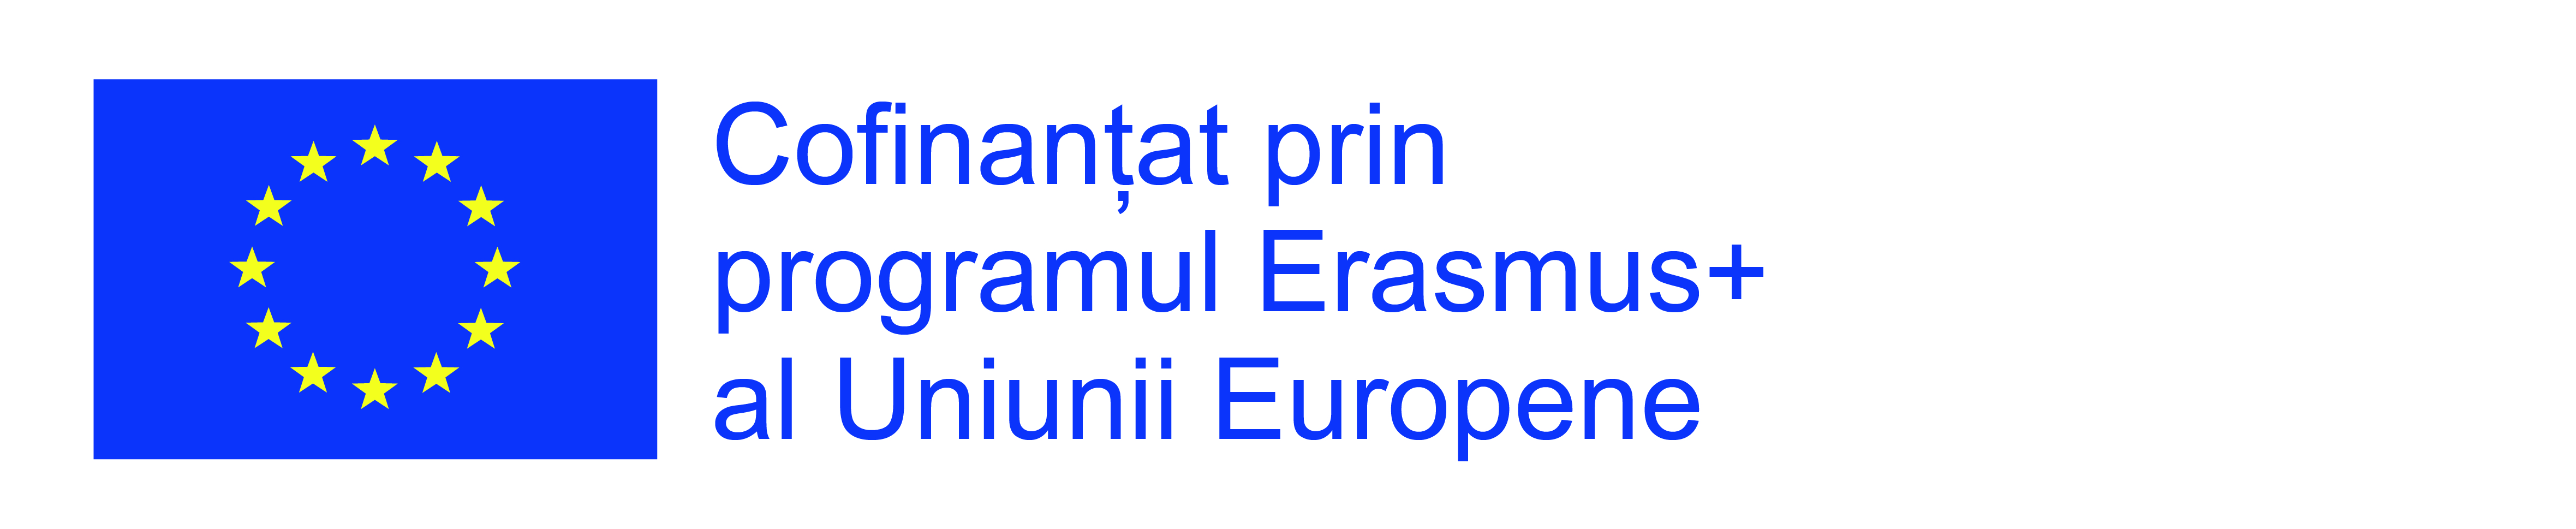 Cofinanțat prin
programul Erasmus+
al Uniunii Europene